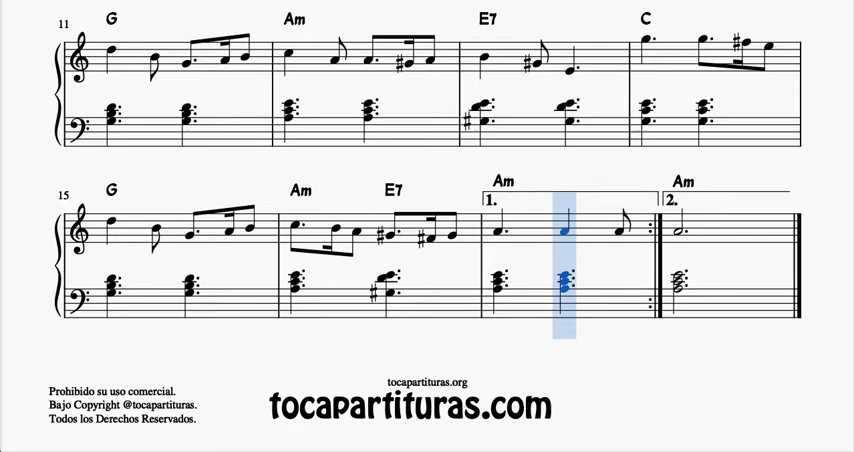 11 G Am E7 C
15 G Am E7 Am Am
1. 2.
tocapartituras.org
Prohibido su uso comercial.
Bajo Copyright @tocapartituras.
Todos los Derechos Reservados.
tocapartituras.com